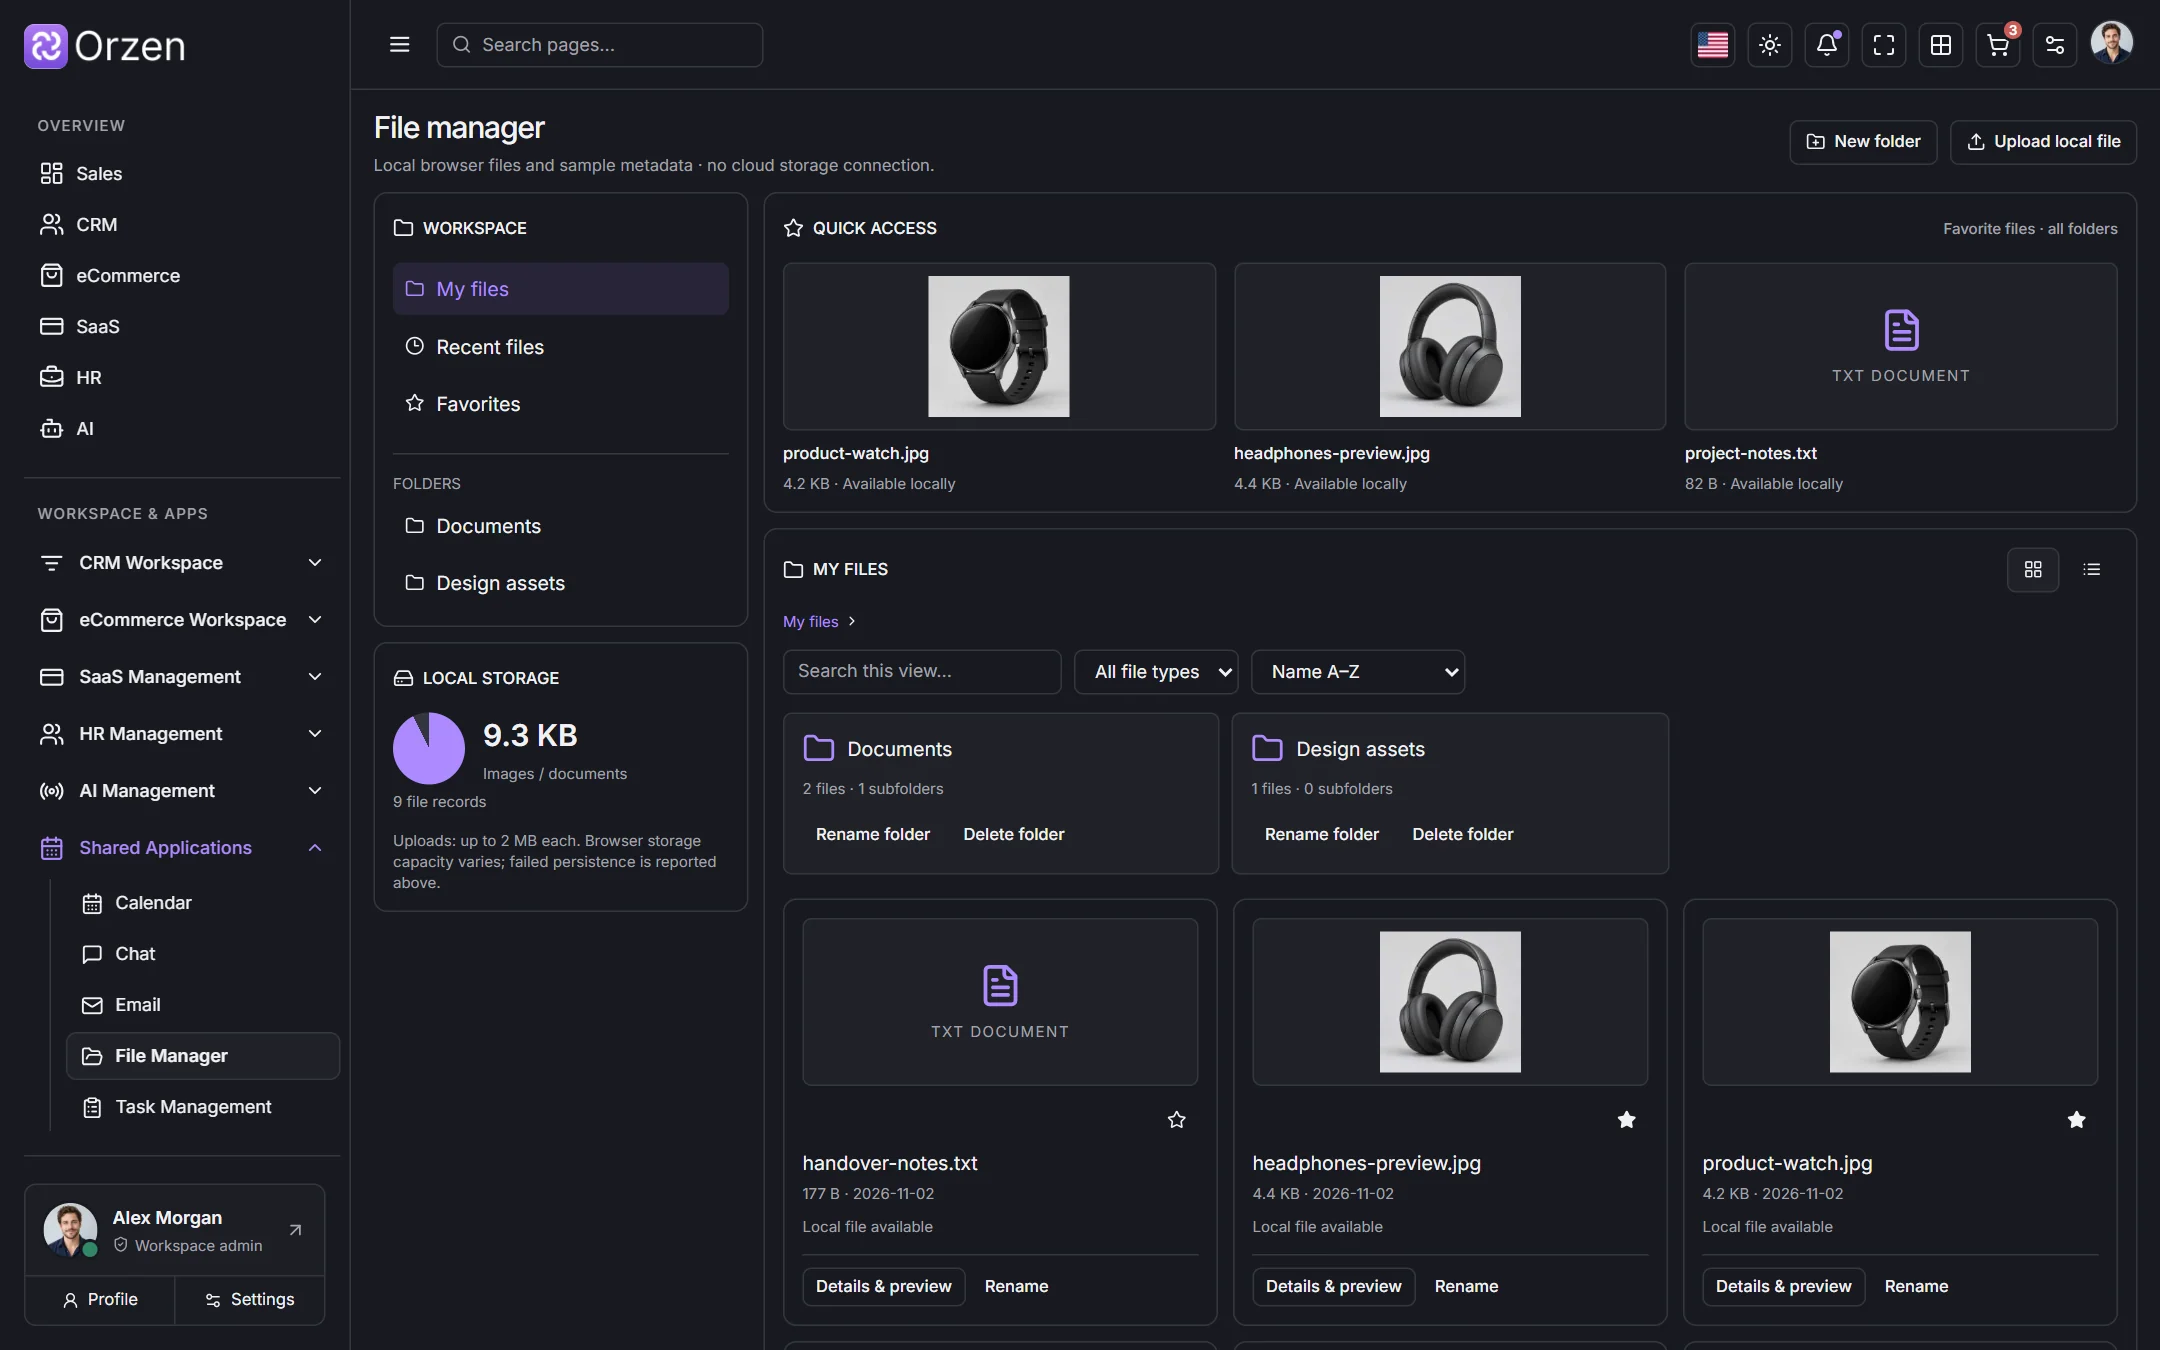 Orzen
Search pages...
3
OVERVIEW
Sales
CRM
eCommerce
SaaS
HR
AI
WORKSPACE & APPS
CRM Workspace
eCommerce Workspace
SaaS Management
HR Management
AI Management
Shared Applications
Calendar
Chat
Email
File Manager
Task Management
Alex Morgan
Workspace admin
Profile
Settings
File manager
Local browser files and sample metadata · no cloud storage connection.
New folder
Upload local file
WORKSPACE
My files
Recent files
Favorites
FOLDERS
Documents
Design assets
LOCAL STORAGE
9.3 KB
Images / documents
9 file records
Uploads: up to 2 MB each. Browser storage
capacity varies; failed persistence is reported
above.
QUICK ACCESS
Favorite files · all folders
product-watch.jpg
4.2 KB · Available locally
headphones-preview.jpg
4.4 KB · Available locally
TXT DOCUMENT
project-notes.txt
82 B · Available locally
MY FILES
My files
Search this view...
All file types
Name A–Z
Documents
2 files · 1 subfolders
Rename folder
Delete folder
Design assets
1 files · 0 subfolders
Rename folder
Delete folder
TXT DOCUMENT
handover-notes.txt
177 B · 2026-11-02
Local file available
Details & preview
Rename
headphones-preview.jpg
4.4 KB · 2026-11-02
Local file available
Details & preview
Rename
product-watch.jpg
4.2 KB · 2026-11-02
Local file available
Details & preview
Rename